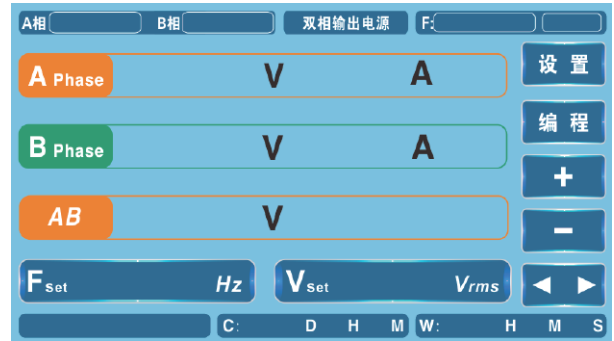 A相 B相 双相输出电源 F:
A Phase V A 设置
B Phase V A 编程
+
AB V −
Fset Hz Vset Vrms ◀ ▶
C: D H M W: H M S